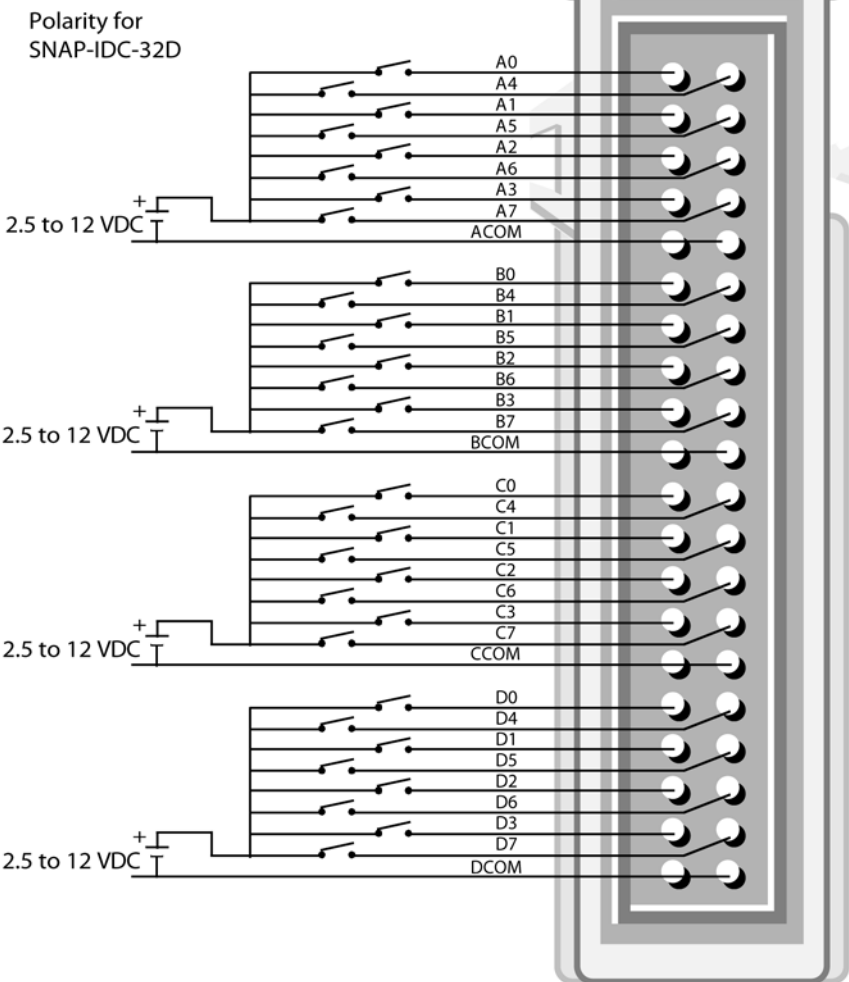 Polarity for
SNAP-IDC-32D
A0
A4
A1
A5
A2
A6
A3
A7
+
2.5 to 12 VDC
ACOM
B0
B4
B1
B5
B2
B6
B3
B7
+
2.5 to 12 VDC
BCOM
C0
C4
C1
C5
C2
C6
C3
C7
+
2.5 to 12 VDC
CCOM
D0
D4
D1
D5
D2
D6
D3
D7
+
2.5 to 12 VDC
DCOM